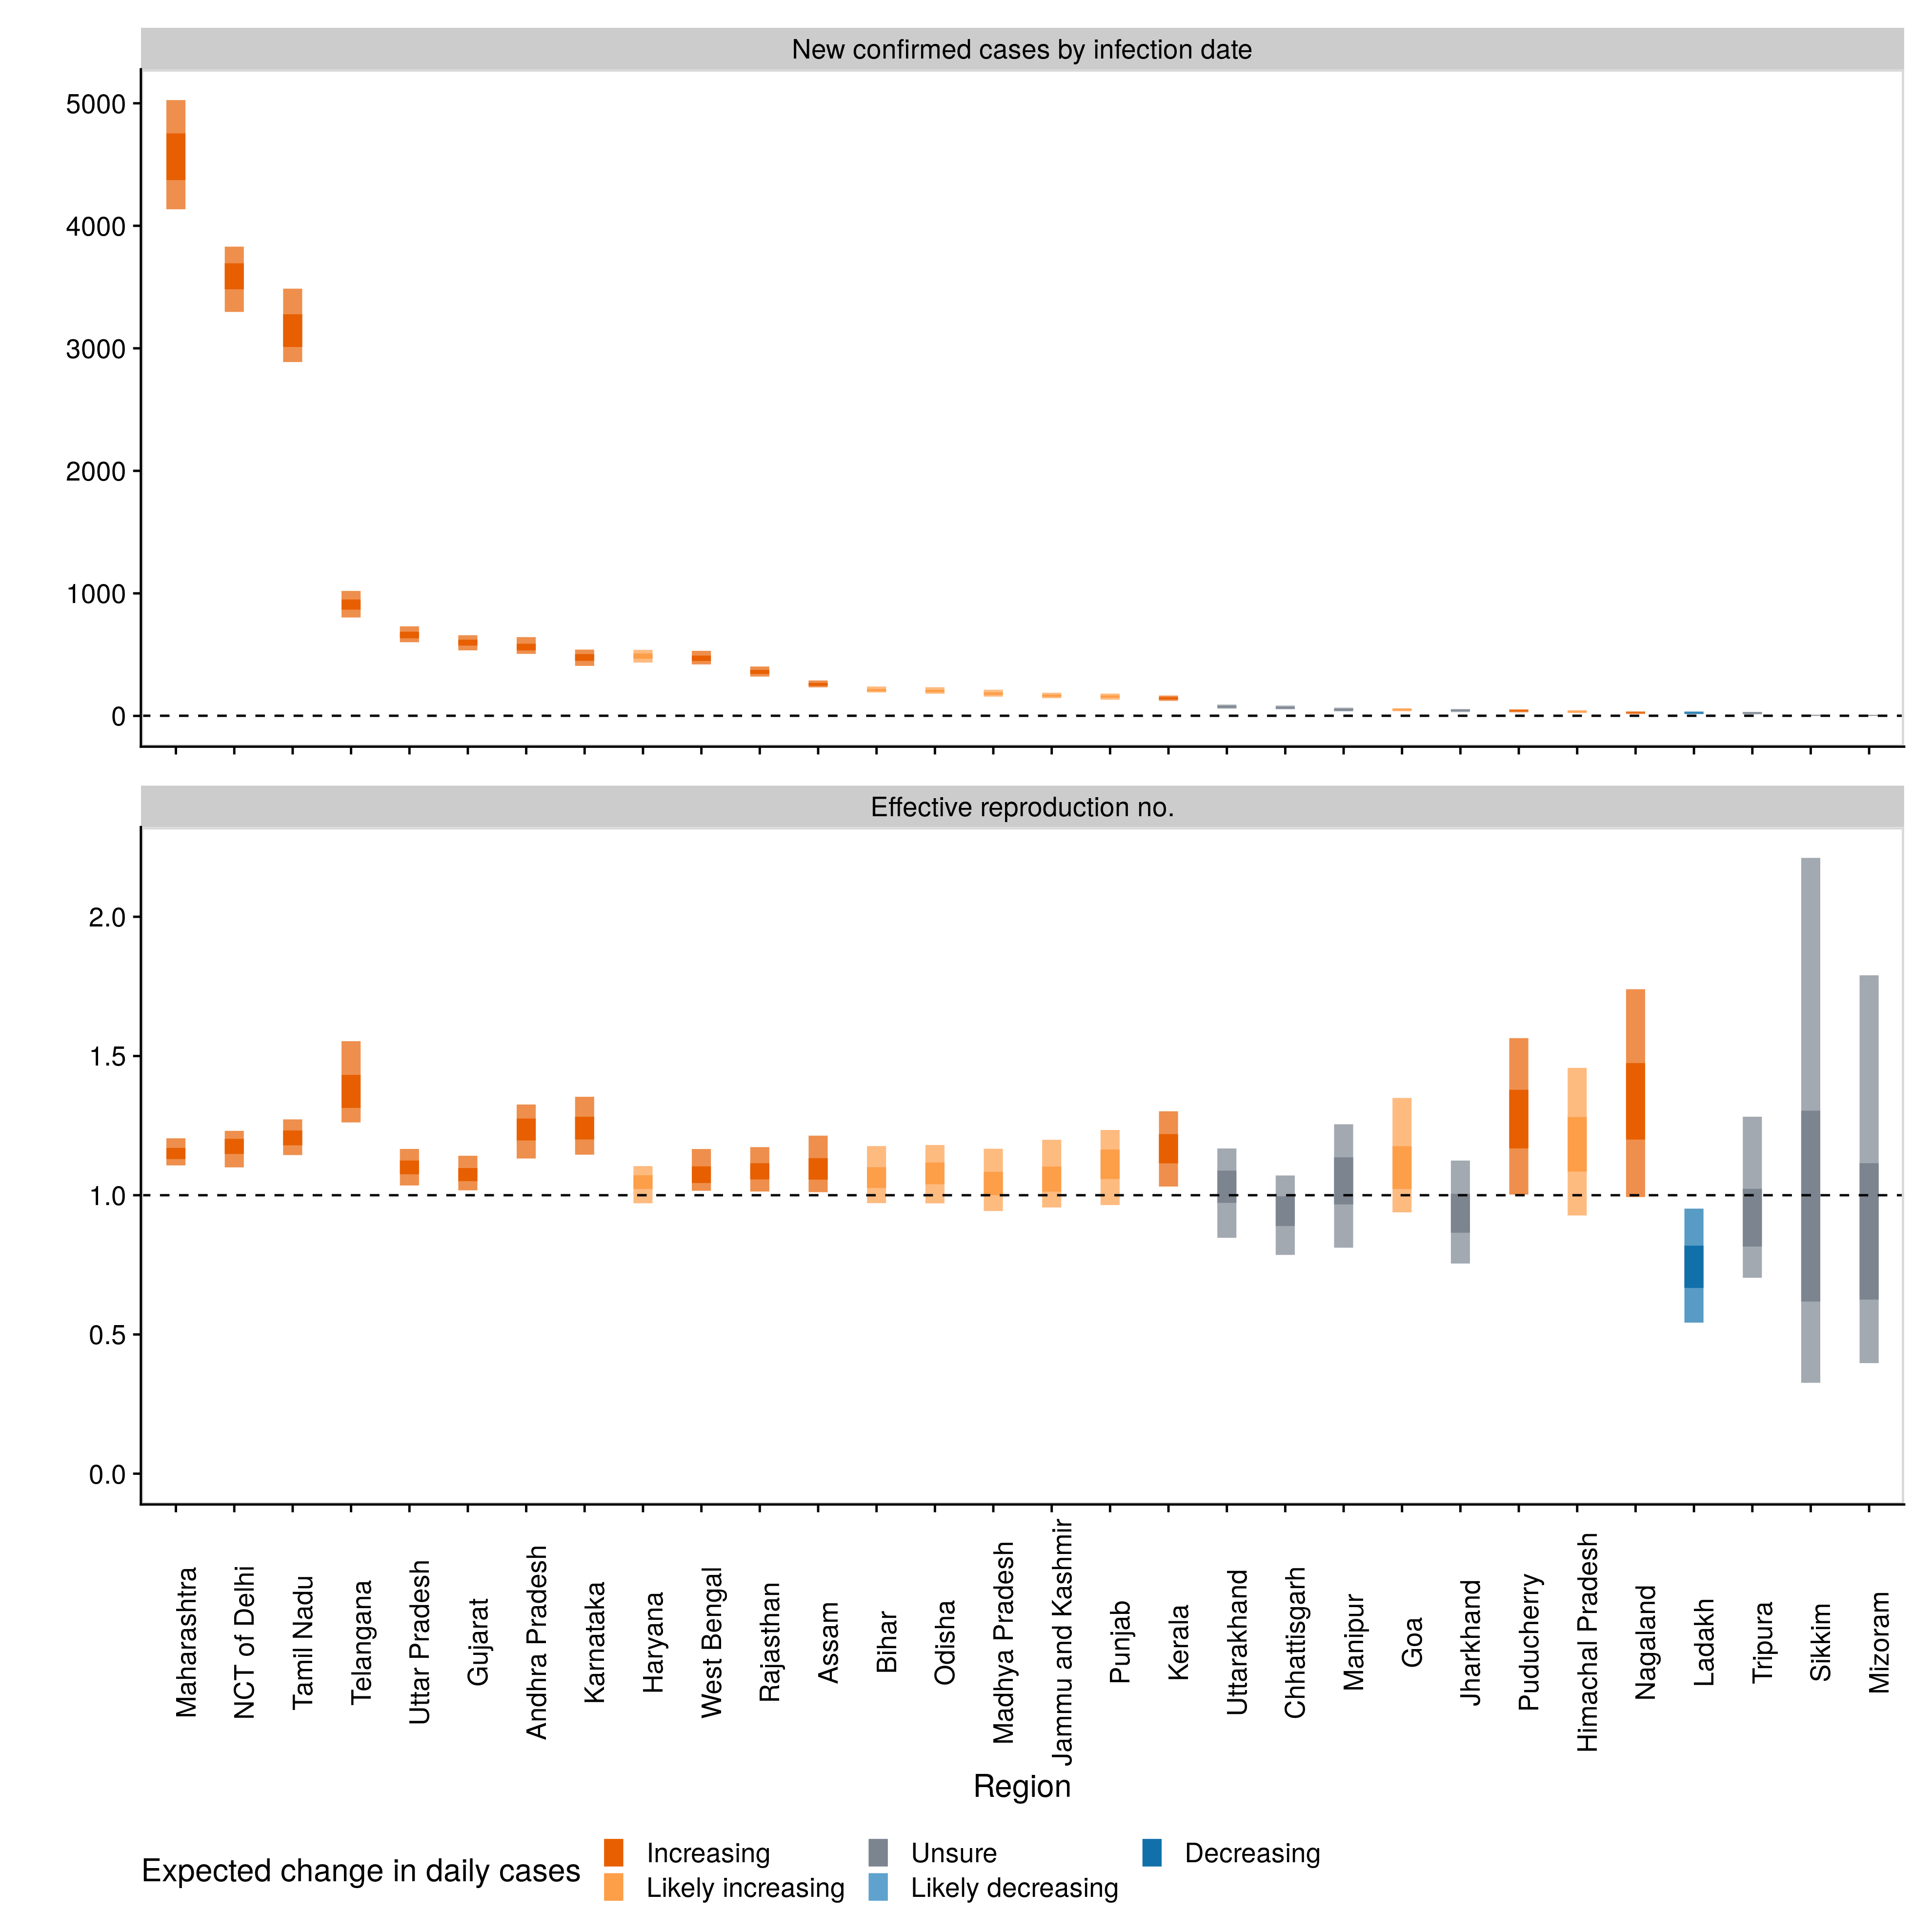 New confirmed cases by infection date
5000
4000
3000
2000
1000
0
Effective reproduction no.
2.0
1.5
1.0
0.5
0.0
Maharashtra
NCT of Delhi
Tamil Nadu
Telangana
Uttar Pradesh
Gujarat
Andhra Pradesh
Karnataka
Haryana
West Bengal
Rajasthan
Assam
Bihar
Odisha
Madhya Pradesh
Jammu and Kashmir
Punjab
Kerala
Uttarakhand
Chhattisgarh
Manipur
Goa
Jharkhand
Puducherry
Himachal Pradesh
Nagaland
Ladakh
Tripura
Sikkim
Mizoram
Region
Expected change in daily cases
Increasing
Unsure
Decreasing
Likely increasing
Likely decreasing